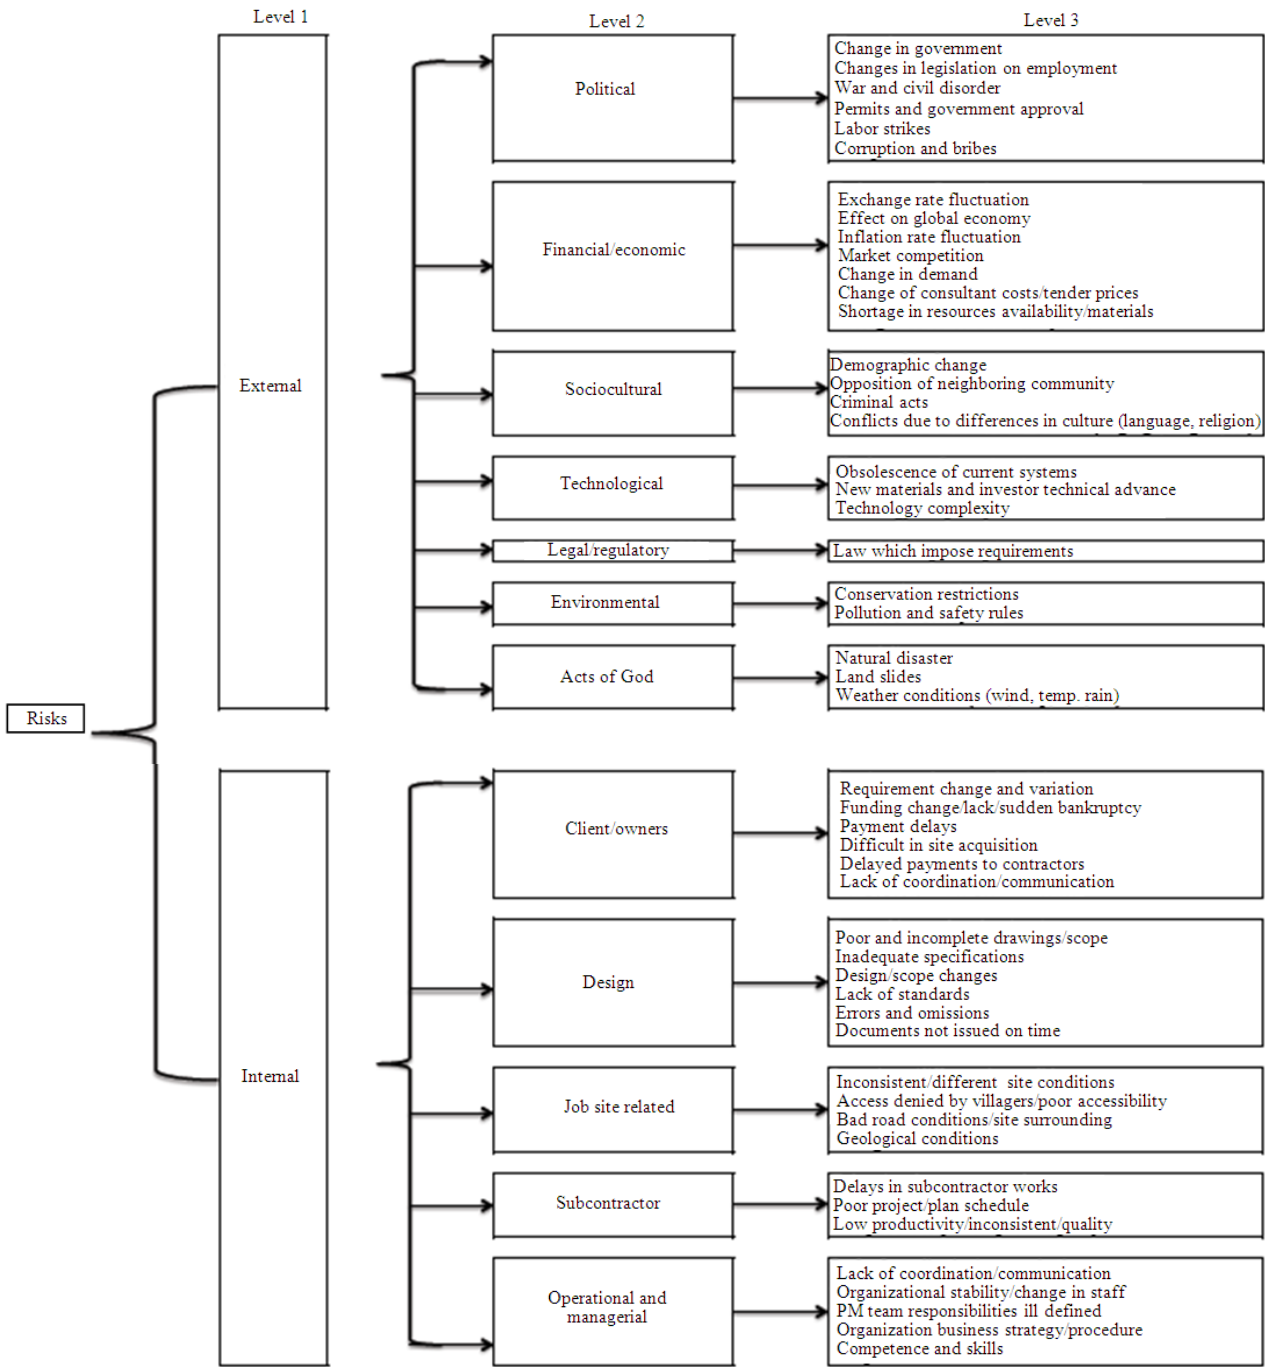 Level 1
Level 2
Level 3
Risks
External
Political
Change in government
Changes in legislation on employment
War and civil disorder
Permits and government approval
Labor strikes
Corruption and bribes
Financial/economic
Exchange rate fluctuation
Effect on global economy
Inflation rate fluctuation
Market competition
Change in demand
Change of consultant costs/tender prices
Shortage in resources availability/materials
Sociocultural
Demographic change
Opposition of neighboring community
Criminal acts
Conflicts due to differences in culture (language, religion)
Technological
Obsolescence of current systems
New materials and investor technical advance
Technology complexity
Legal/regulatory
Law which impose requirements
Environmental
Conservation restrictions
Pollution and safety rules
Acts of God
Natural disaster
Land slides
Weather conditions (wind, temp. rain)
Internal
Client/owners
Requirement change and variation
Funding change/lack/sudden bankruptcy
Payment delays
Difficult in site acquisition
Delayed payments to contractors
Lack of coordination/communication
Design
Poor and incomplete drawings/scope
Inadequate specifications
Design/scope changes
Lack of standards
Errors and omissions
Documents not issued on time
Job site related
Inconsistent/different site conditions
Access denied by villagers/poor accessibility
Bad road conditions/site surrounding
Geological conditions
Subcontractor
Delays in subcontractor works
Poor project/plan schedule
Low productivity/inconsistent/quality
Operational and
managerial
Lack of coordination/communication
Organizational stability/change in staff
PM team responsibilities ill defined
Organization business strategy/procedure
Competence and skills